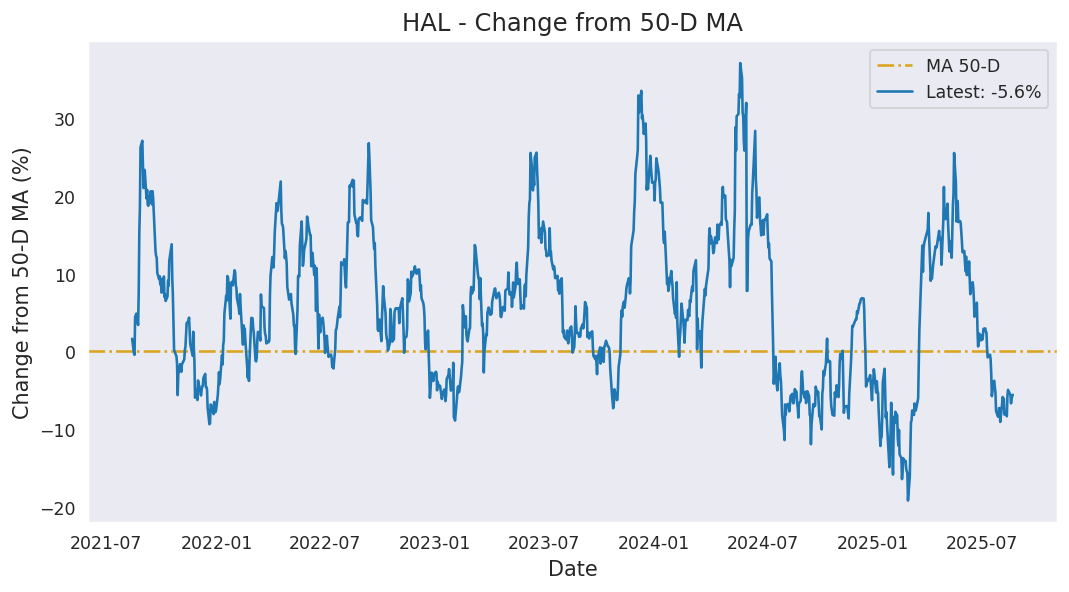 HAL - Change from 50-D MA
MA 50-D
Latest: -5.6%
Change from 50-D MA (%)
30
20
10
0
−10
−20
2021-07 2022-01 2022-07 2023-01 2023-07 2024-01 2024-07 2025-01 2025-07
Date